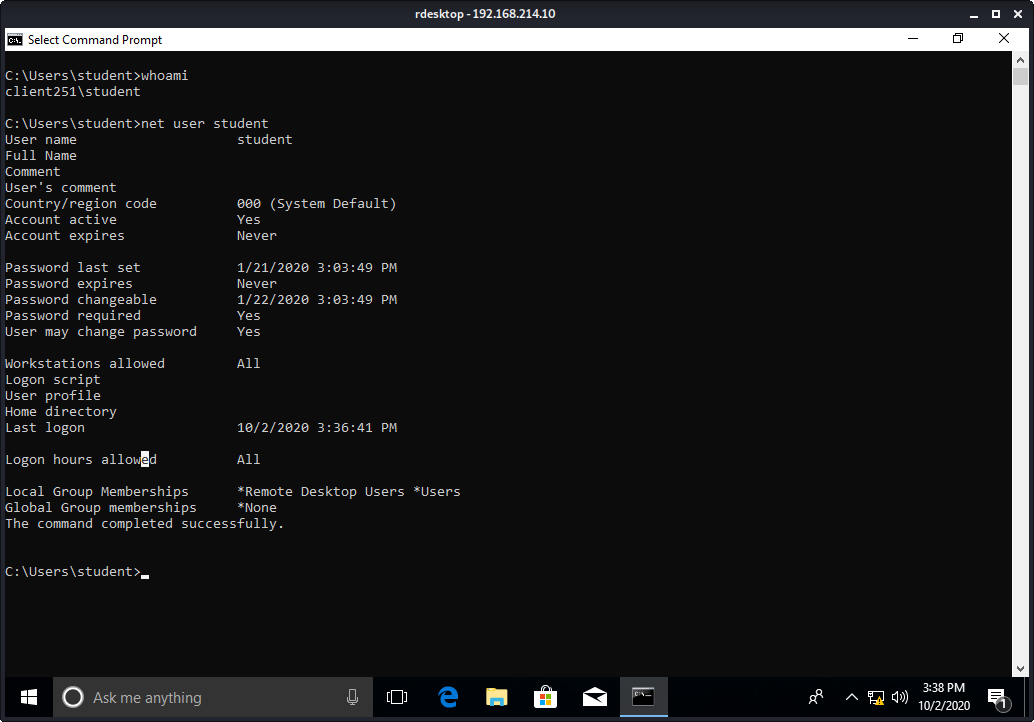 rdesktop - 192.168.214.10
Select Command Prompt
C:\Users\student>whoami
client251\student
C:\Users\student>net user student
User name student
Full Name
Comment
User's comment
Country/region code 000 (System Default)
Account active Yes
Account expires Never
Password last set 1/21/2020 3:03:49 PM
Password expires Never
Password changeable 1/22/2020 3:03:49 PM
Password required Yes
User may change password Yes
Workstations allowed All
Logon script
User profile
Home directory
Last logon 10/2/2020 3:36:41 PM
Logon hours allowed All
Local Group Memberships *Remote Desktop Users *Users
Global Group memberships *None
The command completed successfully.
C:\Users\student>
Ask me anything
3:38 PM
10/2/2020
1